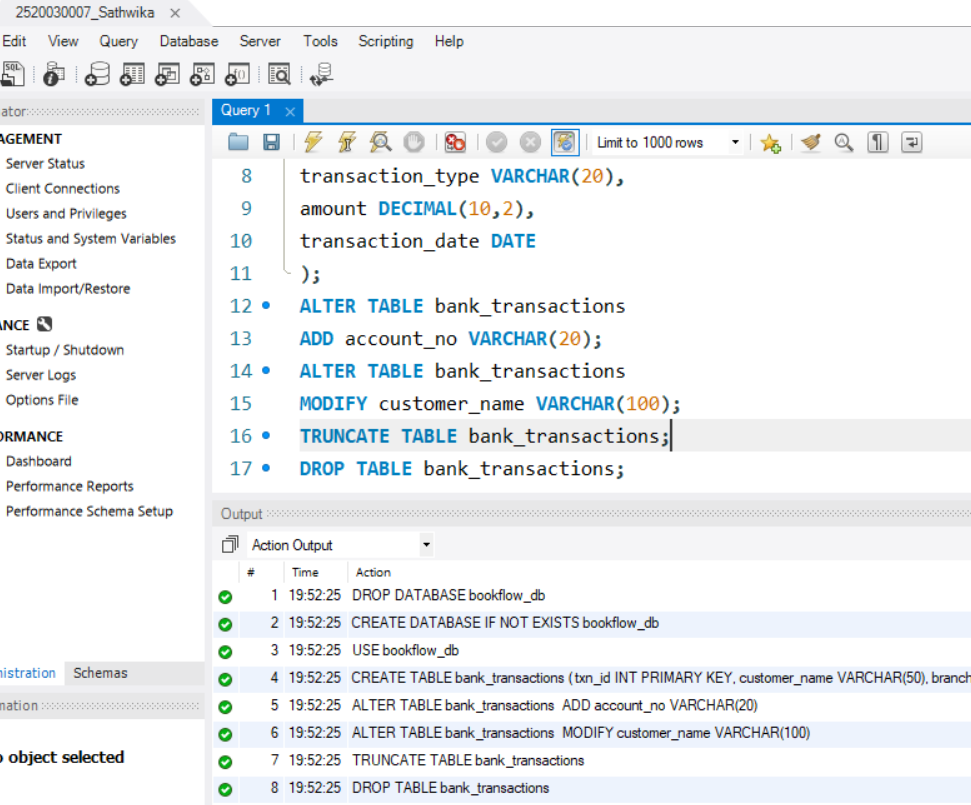 2520030007_Sathwika
Edit View Query Database Server Tools Scripting Help
SQL
ator
AGEMENT
Server Status
Client Connections
Users and Privileges
Status and System Variables
Data Export
Data Import/Restore
ANCE
Startup / Shutdown
Server Logs
Options File
ORMANCE
Dashboard
Performance Reports
Performance Schema Setup
nistration Schemas
mation
o object selected
Query 1
Limit to 1000 rows
8 transaction_type VARCHAR(20),
9 amount DECIMAL(10,2),
10 transaction_date DATE
11 );
12 ALTER TABLE bank_transactions
13 ADD account_no VARCHAR(20);
14 ALTER TABLE bank_transactions
15 MODIFY customer_name VARCHAR(100);
16 TRUNCATE TABLE bank_transactions;
17 DROP TABLE bank_transactions;
Output
Action Output
# Time Action
1 19:52:25 DROP DATABASE bookflow_db
2 19:52:25 CREATE DATABASE IF NOT EXISTS bookflow_db
3 19:52:25 USE bookflow_db
4 19:52:25 CREATE TABLE bank_transactions ( txn_id INT PRIMARY KEY, customer_name VARCHAR(50), branch
5 19:52:25 ALTER TABLE bank_transactions ADD account_no VARCHAR(20)
6 19:52:25 ALTER TABLE bank_transactions MODIFY customer_name VARCHAR(100)
7 19:52:25 TRUNCATE TABLE bank_transactions
8 19:52:25 DROP TABLE bank_transactions